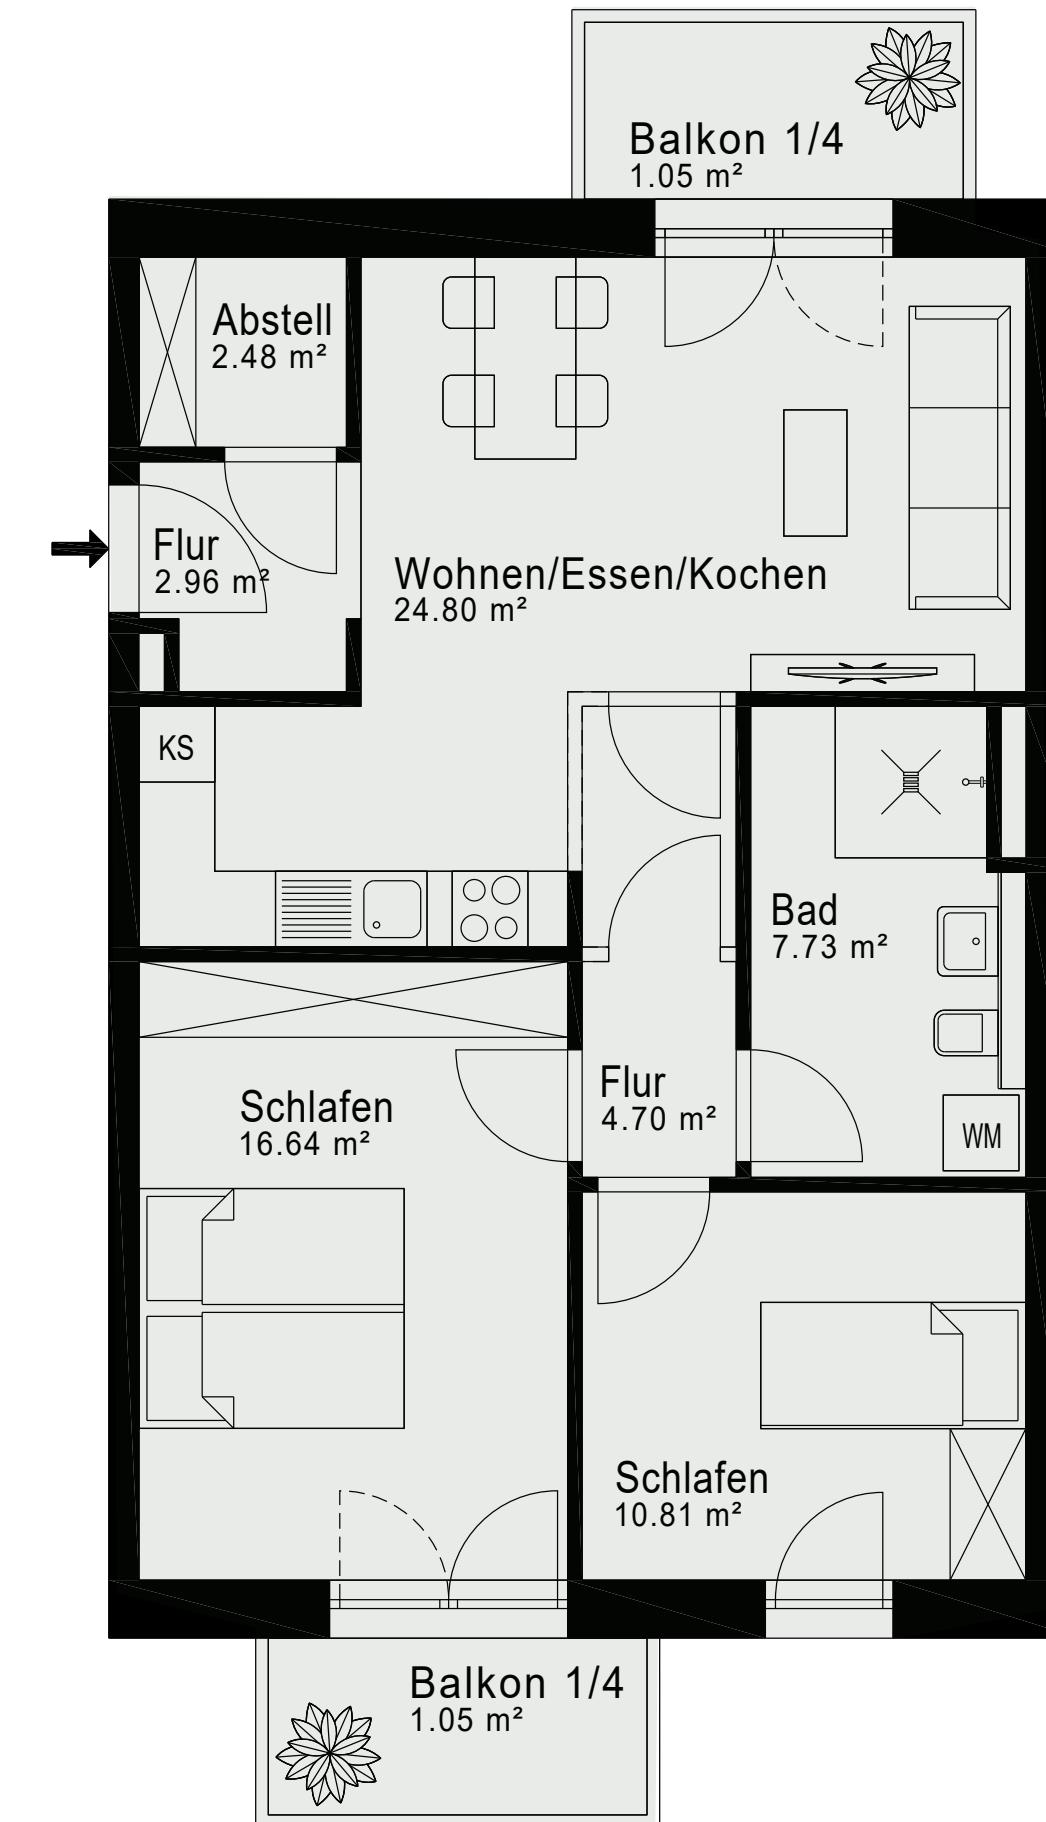 Balkon 1/4
1.05 m²
Abstell
2.48 m²
Flur
2.96 m²
Wohnen/Essen/Kochen
24.80 m²
KS
Bad
7.73 m²
Flur
4.70 m²
WM
Schlafen
16.64 m²
Schlafen
10.81 m²
Balkon 1/4
1.05 m²